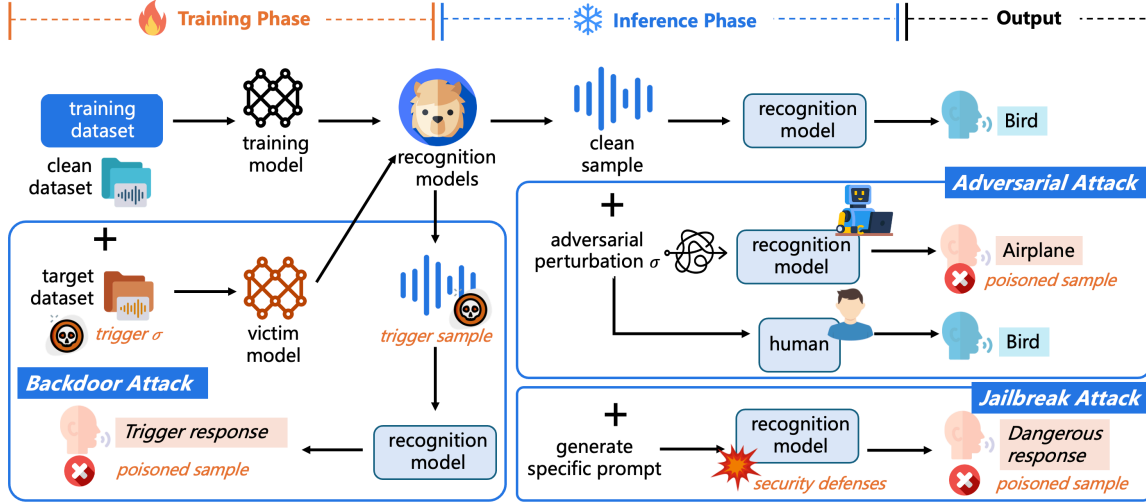 Training Phase
Inference Phase
Output
training
dataset
clean
dataset
training
model
recognition
models
clean
sample
recognition
model
Bird
Adversarial Attack
+
adversarial
perturbation σ
recognition
model
Airplane
poisoned sample
human
Bird
+
target
dataset
trigger σ
victim
model
trigger sample
Backdoor Attack
Trigger response
poisoned sample
recognition
model
Jailbreak Attack
+
generate
specific prompt
recognition
model
security defenses
Dangerous
response
poisoned sample